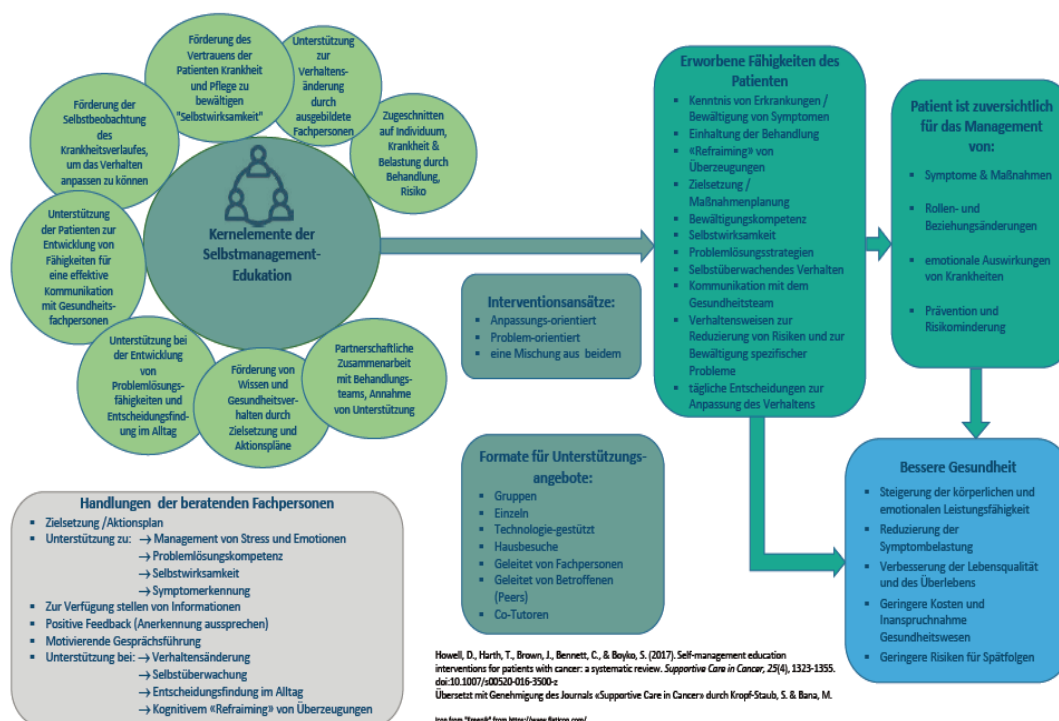 Förderung des
Vertrauens der
Patienten Krankheit
und Pflege zu
bewältigen
"Selbstwirksamkeit"
Unterstützung
zur
Verhaltens-
änderung
durch
ausgebildete
Fachpersonen
Zugeschnitten
auf Individuum,
Krankheit &
Belastung durch
Behandlung,
Risiko
Förderung der
Selbstbeobachtung
des
Krankheitsverlaufes,
um das Verhalten
anpassen zu können
Unterstützung
der Patienten zur
Entwicklung von
Fähigkeiten für
eine effektive
Kommunikation
mit Gesundheits-
fachpersonen
Unterstützung bei
der Entwicklung
von
Problemlösungs-
fähigkeiten und
Entscheidungsfind-
ung im Alltag
Förderung von
Wissen und
Gesundheitsver-
halten durch
Zielsetzung und
Aktionspläne
Partnerschaftliche
Zusammenarbeit
mit Behandlungs-
teams, Annahme
von Unterstützung
Kernelemente der
Selbstmanagement-
Edukation
Interventionsansätze:
▪ Anpassungs-orientiert
▪ Problem-orientiert
▪ eine Mischung aus beidem
Formate für Unterstützungs-
angebote:
▪ Gruppen
▪ Einzeln
▪ Technologie-gestützt
▪ Hausbesuche
▪ Geleitet von Fachpersonen
▪ Geleitet von Betroffenen
(Peers)
▪ Co-Tutoren
Erworbene Fähigkeiten des
Patienten
▪ Kenntnis von Erkrankungen /
Bewältigung von Symptomen
▪ Einhaltung der Behandlung
▪ «Refraiming» von
Überzeugungen
▪ Zielsetzung /
Maßnahmenplanung
▪ Bewältigungskompetenz
▪ Selbstwirksamkeit
▪ Problemlösungsstrategien
▪ Selbstüberwachendes Verhalten
▪ Kommunikation mit dem
Gesundheitsteam
▪ Verhaltensweisen zur
Reduzierung von Risiken und zur
Bewältigung spezifischer
Probleme
▪ tägliche Entscheidungen zur
Anpassung des Verhaltens
Patient ist zuversichtlich
für das Management
von:
▪ Symptome & Maßnahmen
▪ Rollen- und
Beziehungsänderungen
▪ emotionale Auswirkungen
von Krankheiten
▪ Prävention und
Risikominderung
Bessere Gesundheit
▪ Steigerung der körperlichen und
emotionalen Leistungsfähigkeit
▪ Reduzierung der
Symptombelastung
▪ Verbesserung der Lebensqualität
und des Überlebens
▪ Geringere Kosten und
Inanspruchnahme
Gesundheitswesen
▪ Geringere Risiken für Spätfolgen
Handlungen der beratenden Fachpersonen
▪ Zielsetzung /Aktionsplan
▪ Unterstützung zu: → Management von Stress und Emotionen
→ Problemlösungskompetenz
→ Selbstwirksamkeit
→ Symptomerkennung
▪ Zur Verfügung stellen von Informationen
▪ Positive Feedback (Anerkennung aussprechen)
▪ Motivierende Gesprächsführung
▪ Unterstützung bei: → Verhaltensänderung
→ Selbstüberwachung
→ Entscheidungsfindung im Alltag
→ Kognitivem «Refraiming» von Überzeugungen
Howell, D., Harth, T., Brown, J., Bennett, C., & Boyko, S. (2017). Self-management education
interventions for patients with cancer: a systematic review. Supportive Care in Cancer, 25(4), 1323-1355.
doi:10.1007/s00520-016-3500-z
Übersetzt mit Genehmigung des Journals «Supportive Care in Cancer» durch Kropf-Staub, S. & Bana, M.
Icon from "Freepik" from https://www.flaticon.com/